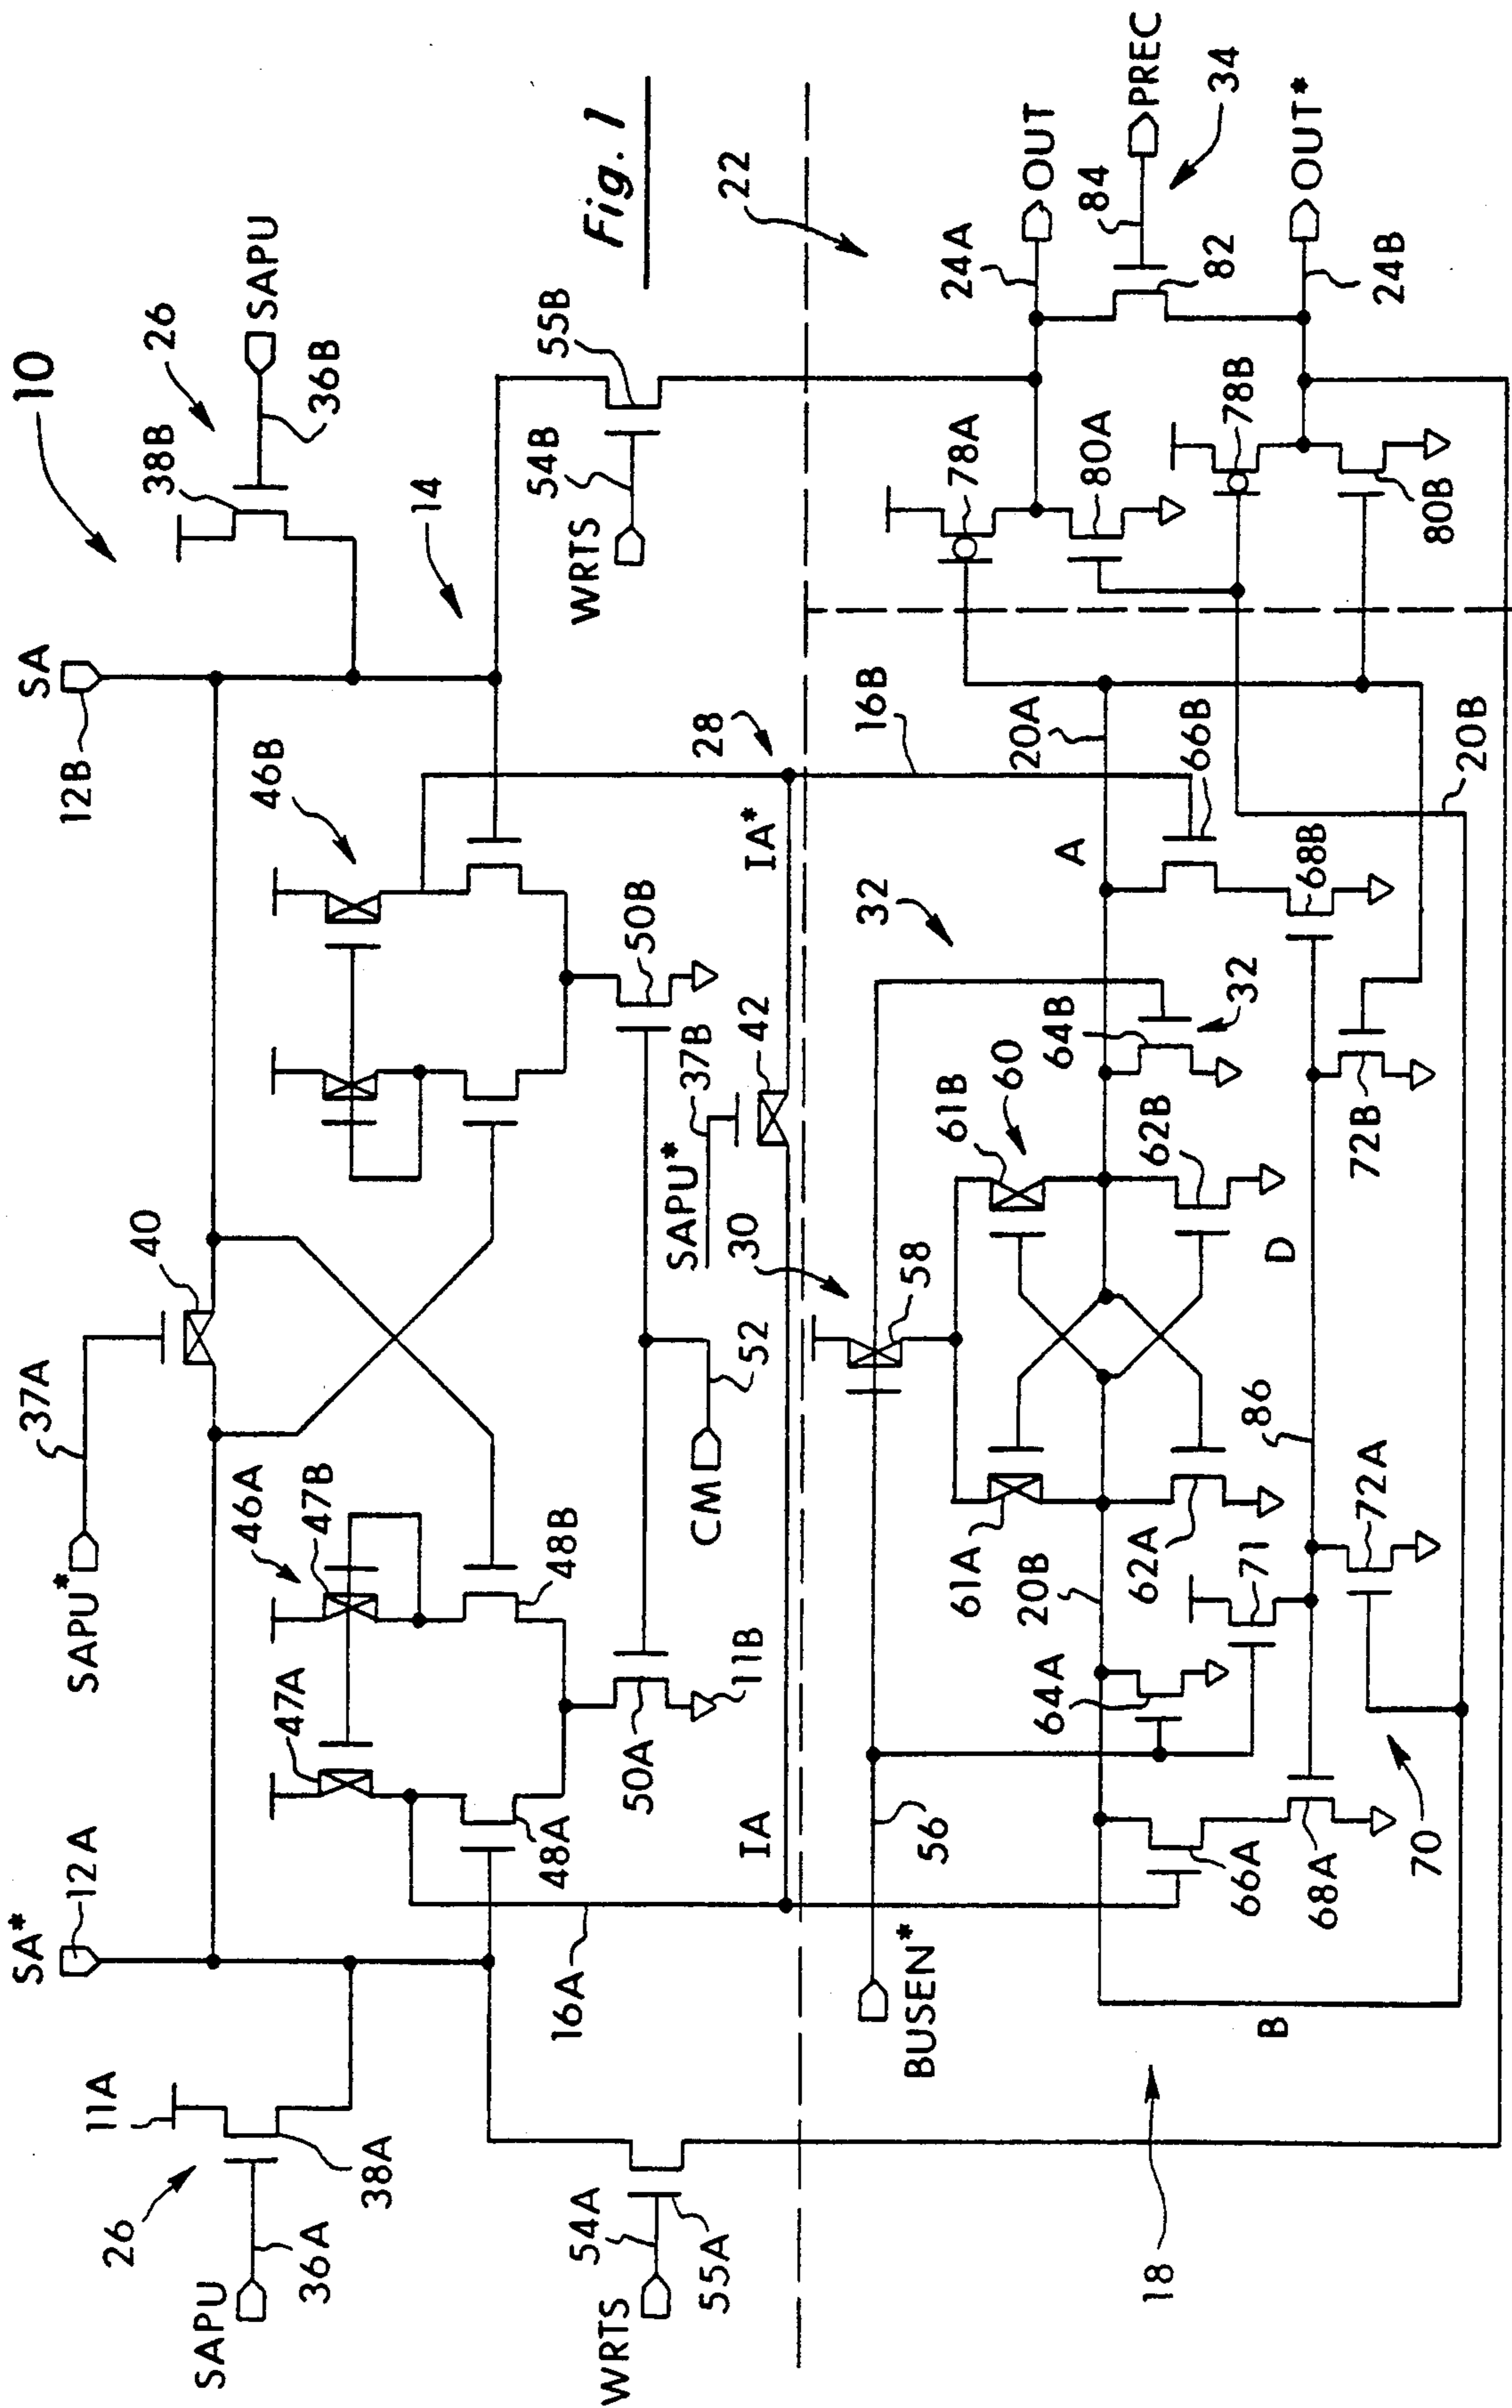 10
SA*
12A
SAPU*
37A
40
12B
SA
26
SAPU
36A
38A
11A
26
SAPU
36B
38B
46A
47A
47B
46B
14
48A
48B
16A
50A
11B
50B
CM
52
WRTS
54A
55A
WRTS
54B
55B
Fig. 1
SAPU*
37B
42
IA
IA*
28
30
22
BUSEN*
56
58
32
16B
61A
61B
60
20B
20A
A
64A
62A
62B
64B
32
66A
66B
68A
68B
71
86
D
72A
72B
70
B
18
20B
78A
80A
78B
80B
24A
OUT
84
PREC
82
34
OUT*
24B